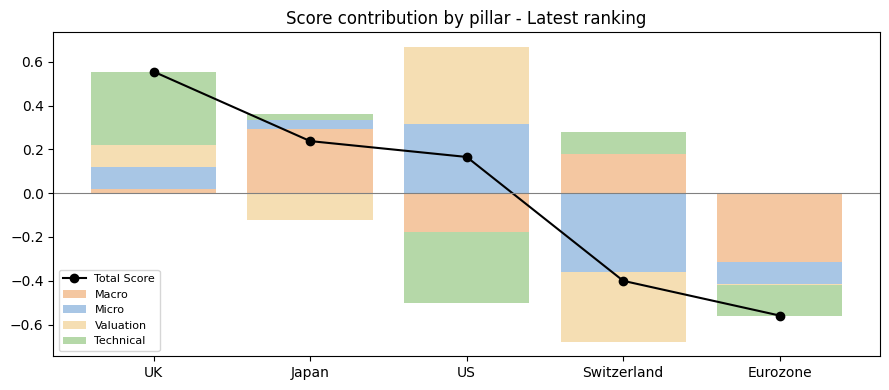 Score contribution by pillar - Latest ranking
0.6
0.4
0.2
0.0
−0.2
−0.4
−0.6
Total Score
Macro
Micro
Valuation
Technical
UK Japan US Switzerland Eurozone